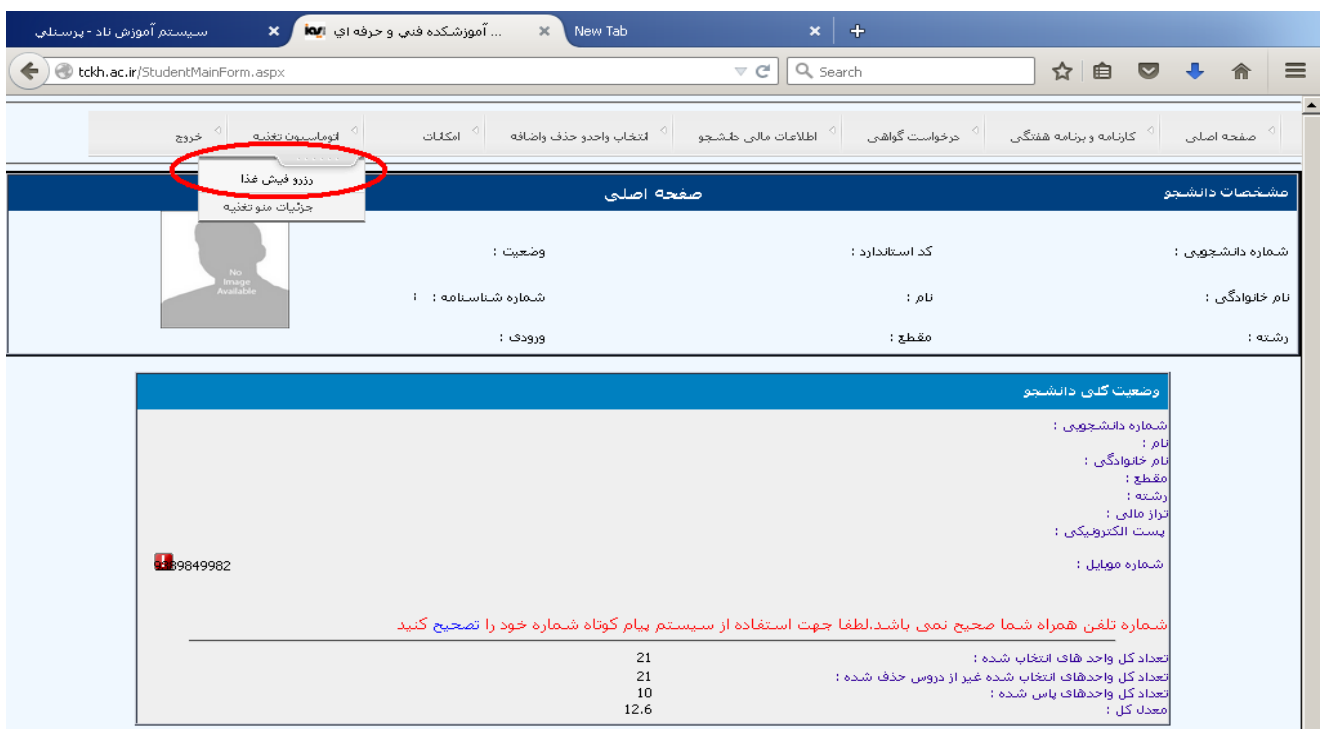 سیستم آموزش ناد - پرسنلي
... آموزشکده فني و حرفه اي
New Tab
tckh.ac.ir/StudentMainForm.aspx
Search
صفحه اصلی
کارنامه و برنامه هفتگی
درخواست گواهی
اطلاعات مالی دانشجو
انتخاب واحدو حذف واضافه
امکانات
اتوماسیون تغذیه
خروج
رزرو فیش غذا
جزئیات منو تغذیه
مشخصات دانشجو
صفحه اصلی
شماره دانشجویی :
کد استاندارد :
وضعیت :
No
Image
Available
نام خانوادگی :
نام :
شماره شناسنامه :
رشته :
مقطع :
ورودی :
وضعیت کلی دانشجو
شماره دانشجویی :
نام :
نام خانوادگی :
مقطع :
رشته :
تراز مالی :
پست الکترونیکی :
شماره موبایل :
89849982
شماره تلفن همراه شما صحیح نمی باشد.لطفا جهت استفاده از سیستم پیام کوتاه شماره خود را تصحیح کنید
تعداد کل واحد های انتخاب شده : 21
تعداد کل واحدهای انتخاب شده غیر از دروس حذف شده : 21
تعداد کل واحدهای پاس شده : 10
معدل کل : 12.6